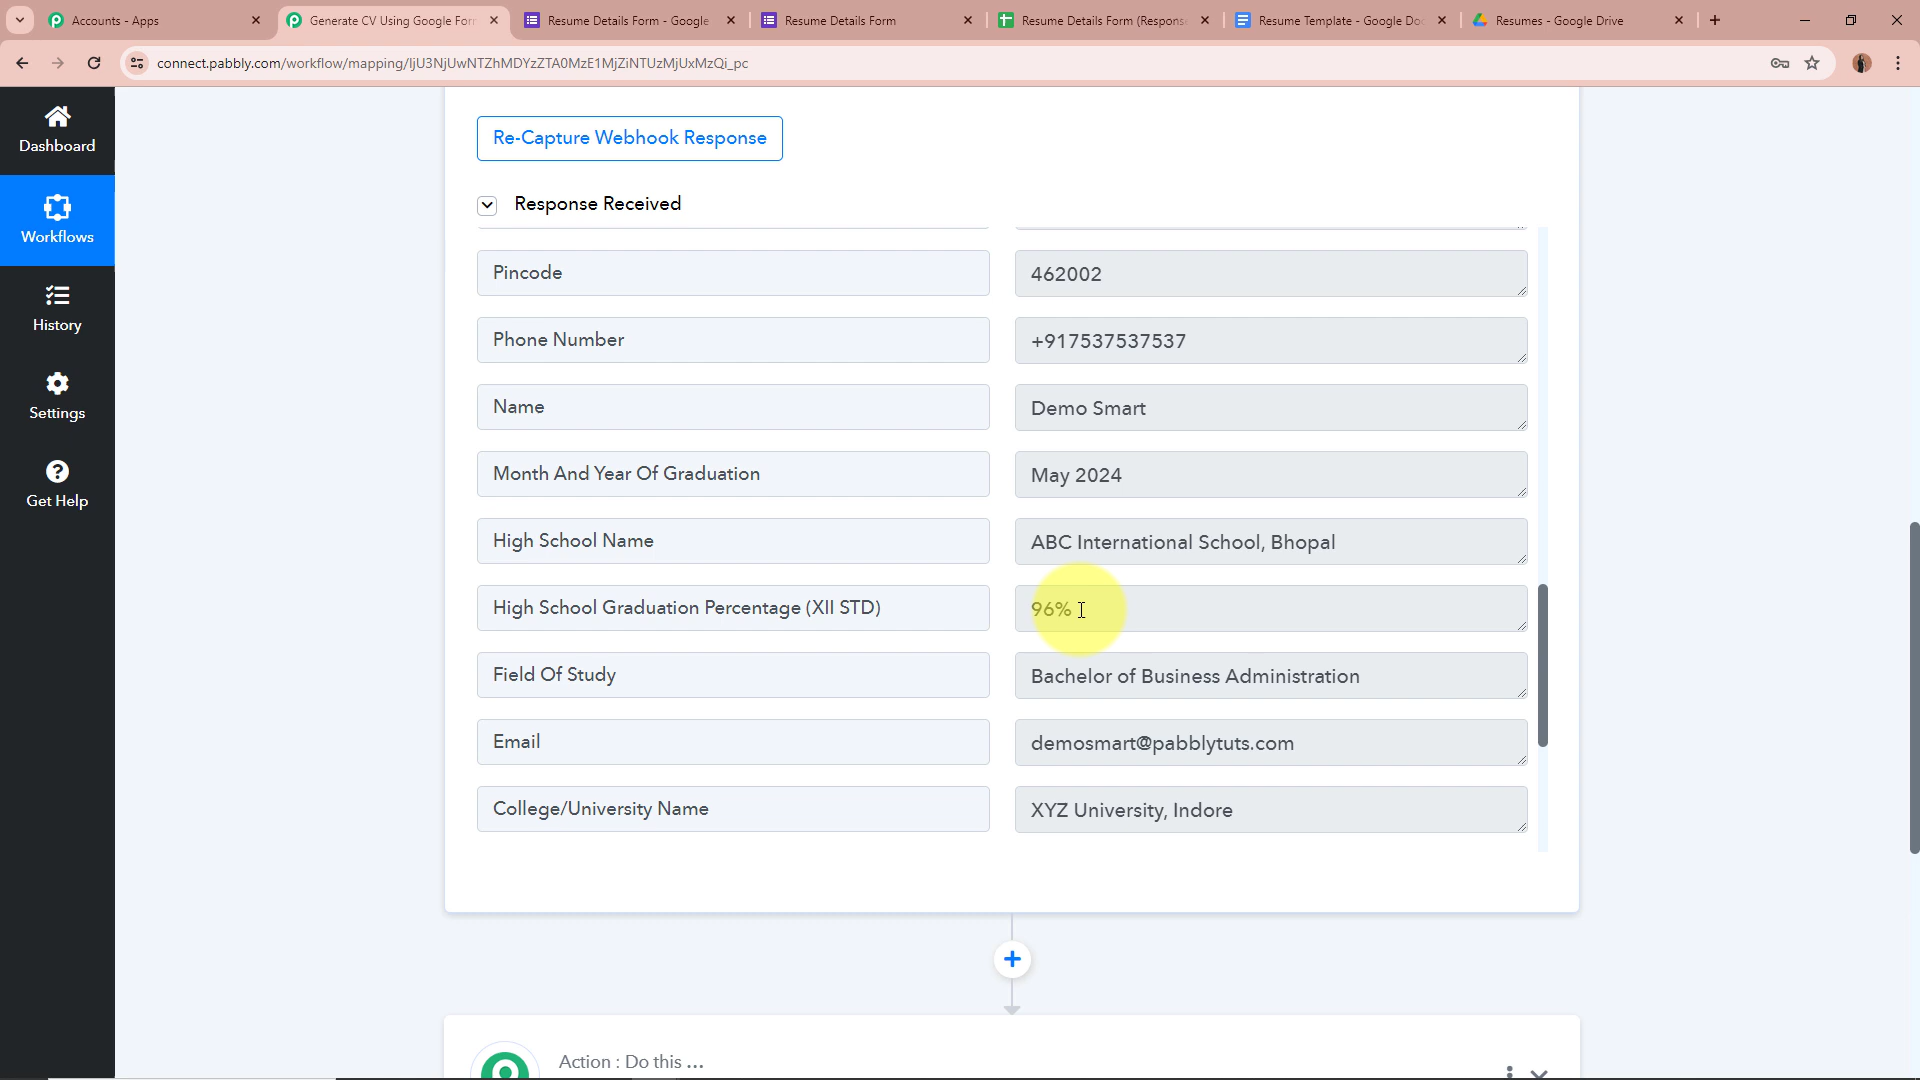 Accounts - Apps
Generate CV Using Google For
Resume Details Form - Google
Resume Details Form
Resume Details Form (Respons
Resume Template - Google Do
Resumes - Google Drive
connect.pabbly.com/workflow/mapping/IjU3NjUwNTZhMDYzZTA0MzE1MjZiNTUzMjUxMzQi_pc
Dashboard
Workflows
History
Settings
Get Help
Re-Capture Webhook Response
Response Received
Pincode
462002
Phone Number
+917537537537
Name
Demo Smart
Month And Year Of Graduation
May 2024
High School Name
ABC International School, Bhopal
High School Graduation Percentage (XII STD)
96%
Field Of Study
Bachelor of Business Administration
Email
demosmart@pabblytuts.com
College/University Name
XYZ University, Indore
Action : Do this ...